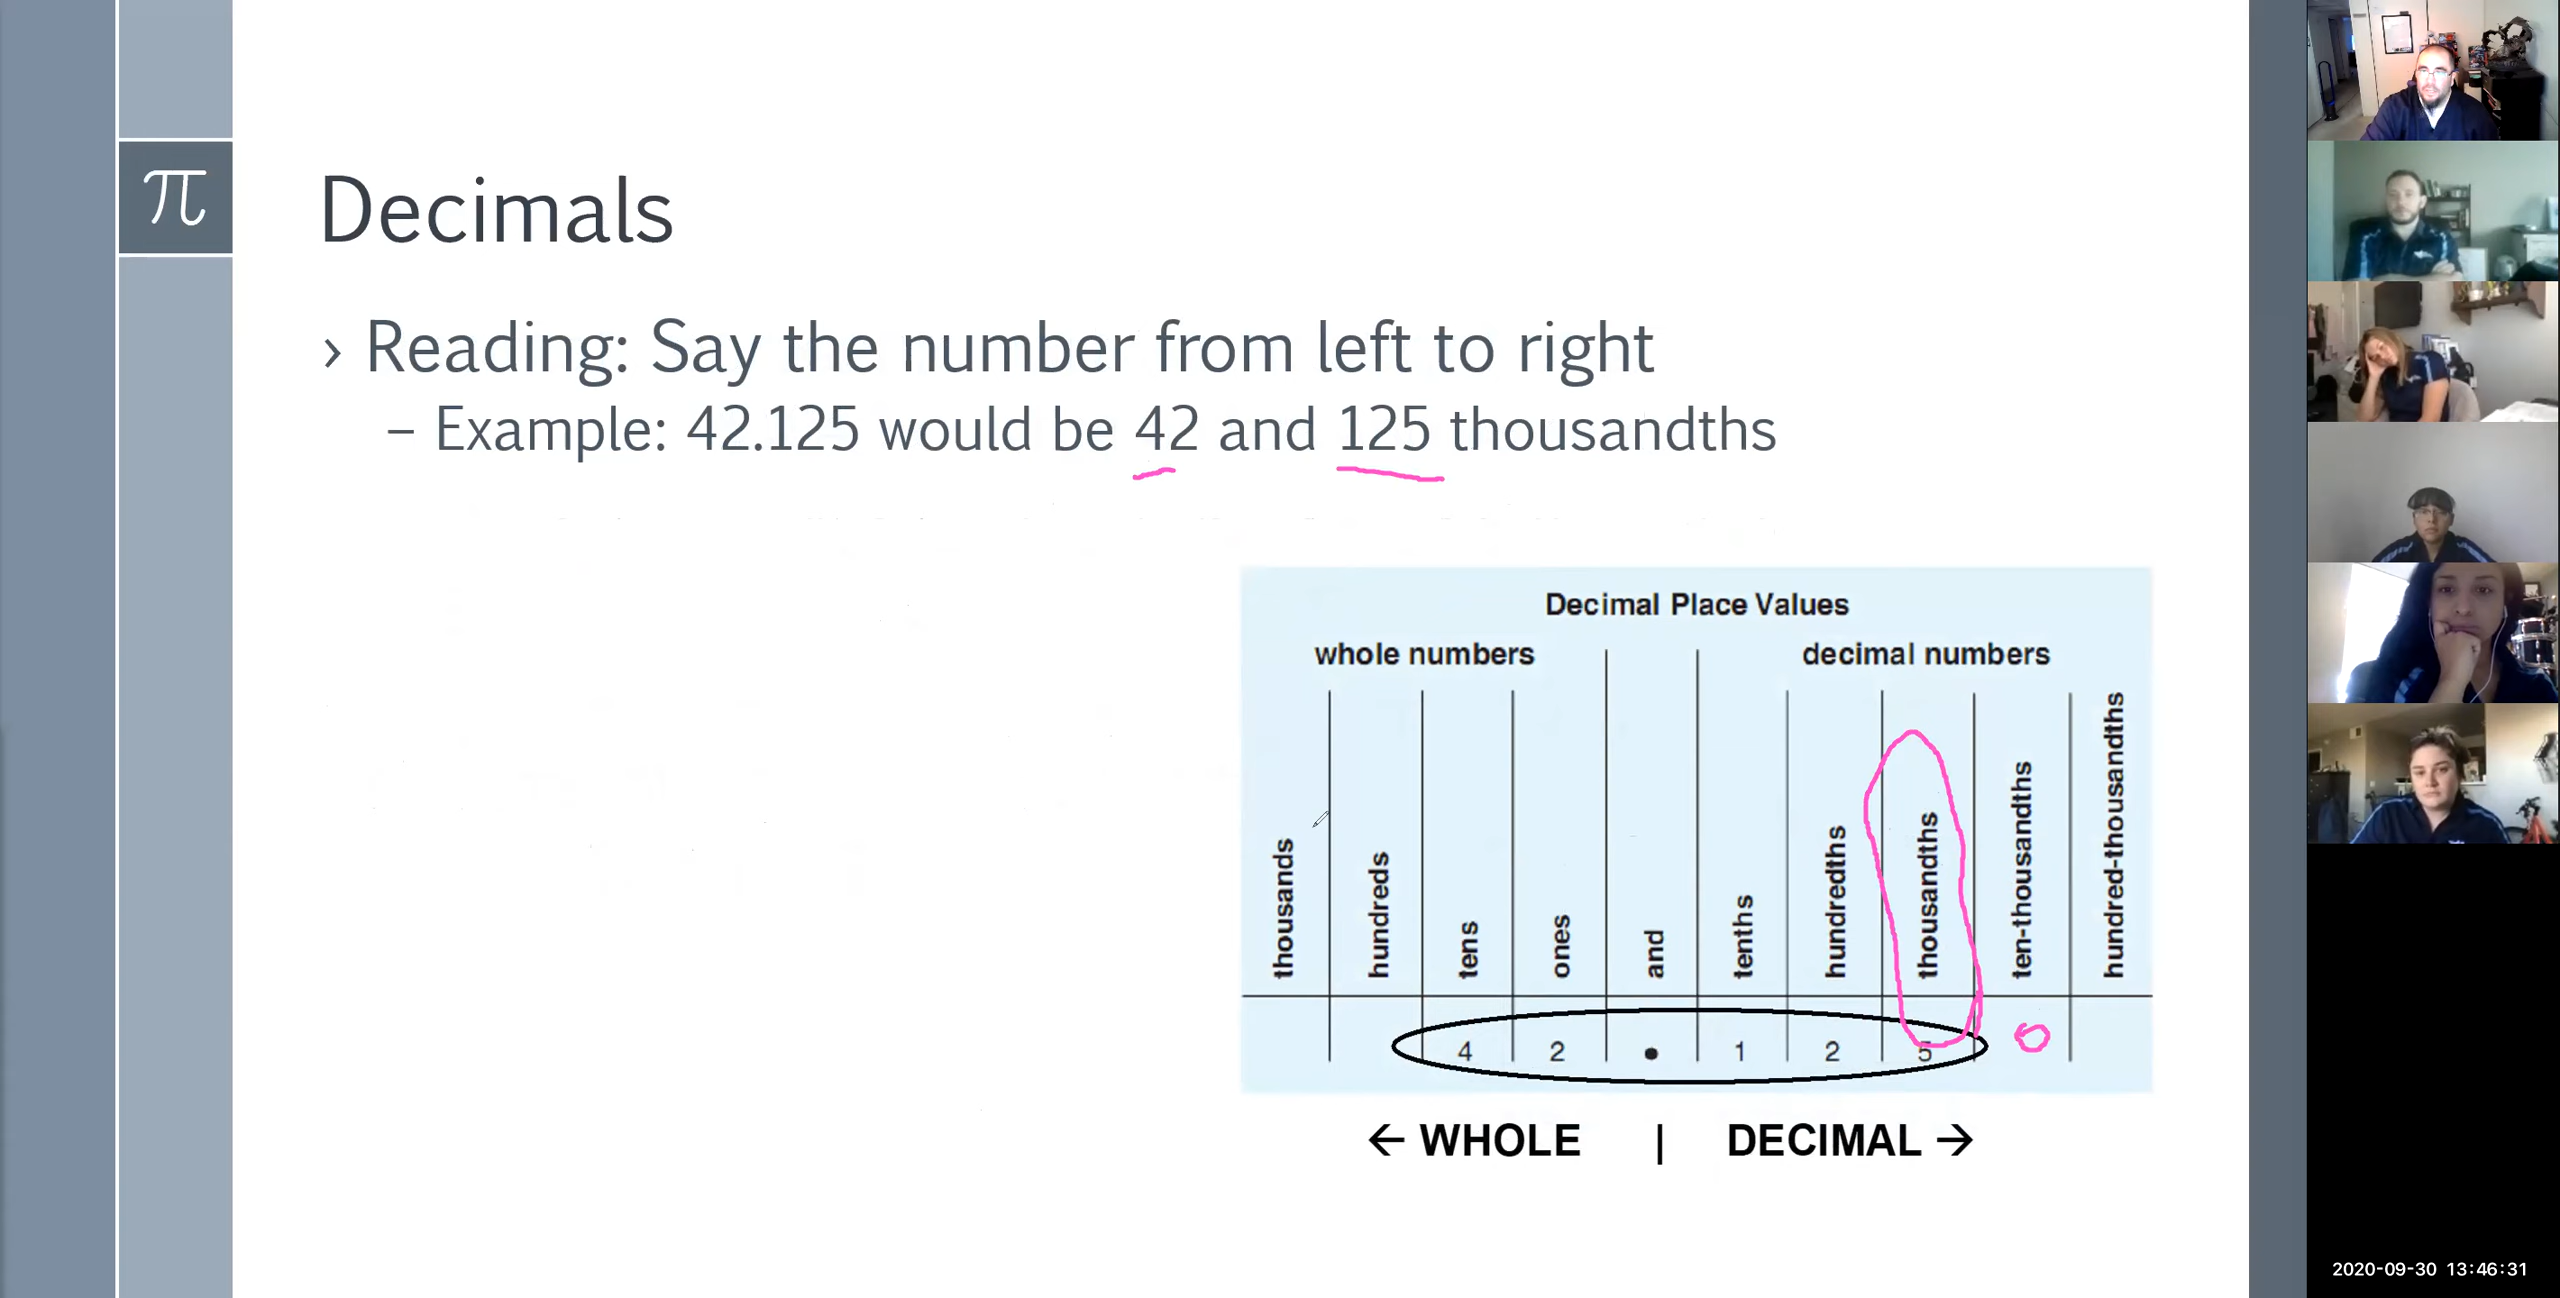 π
Decimals
› Reading: Say the number from left to right
– Example: 42.125 would be 42 and 125 thousandths
Decimal Place Values
whole numbers decimal numbers
thousands hundreds tens ones and tenths hundredths thousandths ten-thousandths hundred-thousandths
4 2 • 1 2 5 0
← WHOLE | DECIMAL →
2020-09-30 13:46:31